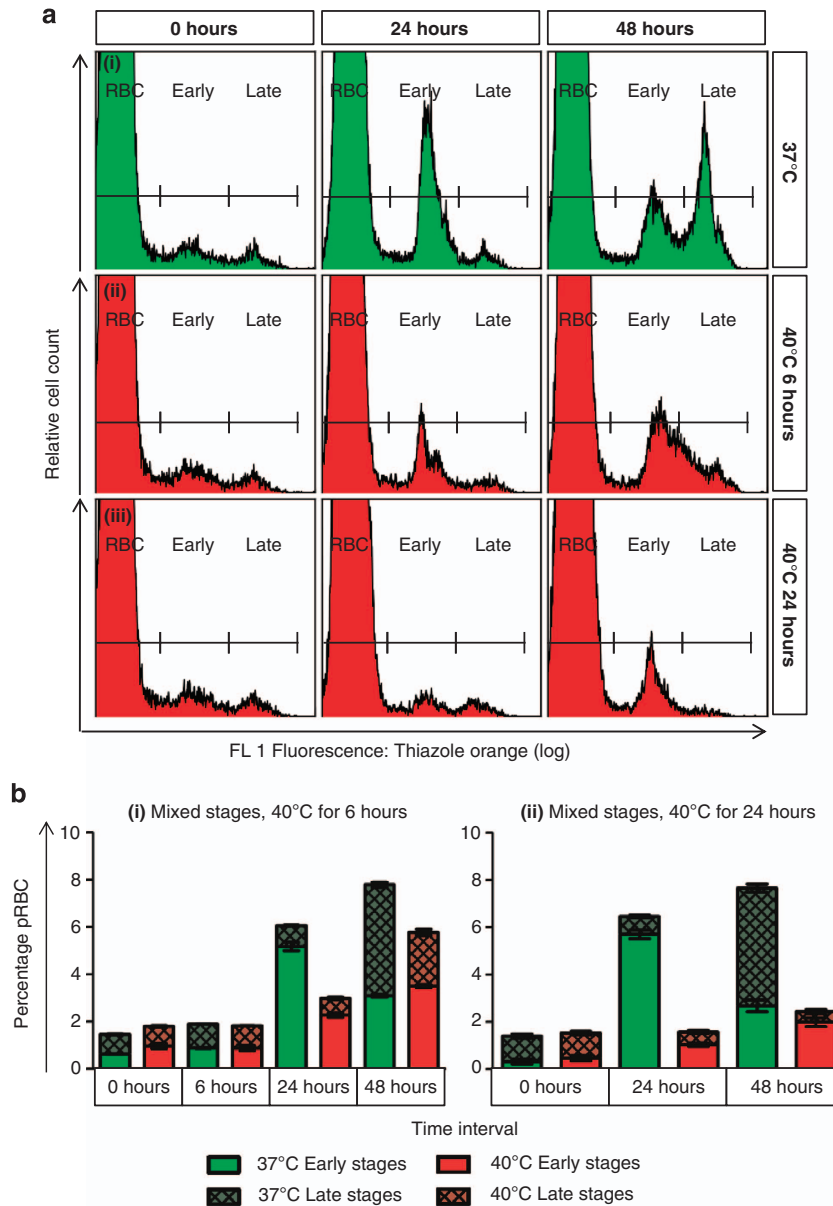 a
0 hours
24 hours
48 hours
(i)
RBC Early Late
RBC Early Late
RBC Early Late
37°C
(ii)
RBC Early Late
RBC Early Late
RBC Early Late
40°C 6 hours
(iii)
RBC Early Late
RBC Early Late
RBC Early Late
40°C 24 hours
Relative cell count
FL 1 Fluorescence: Thiazole orange (log)
b
(i) Mixed stages, 40°C for 6 hours
(ii) Mixed stages, 40°C for 24 hours
Percentage pRBC
10
8
6
4
2
0
0 hours 6 hours 24 hours 48 hours
10
8
6
4
2
0
0 hours 24 hours 48 hours
Time interval
37°C Early stages
40°C Early stages
37°C Late stages
40°C Late stages